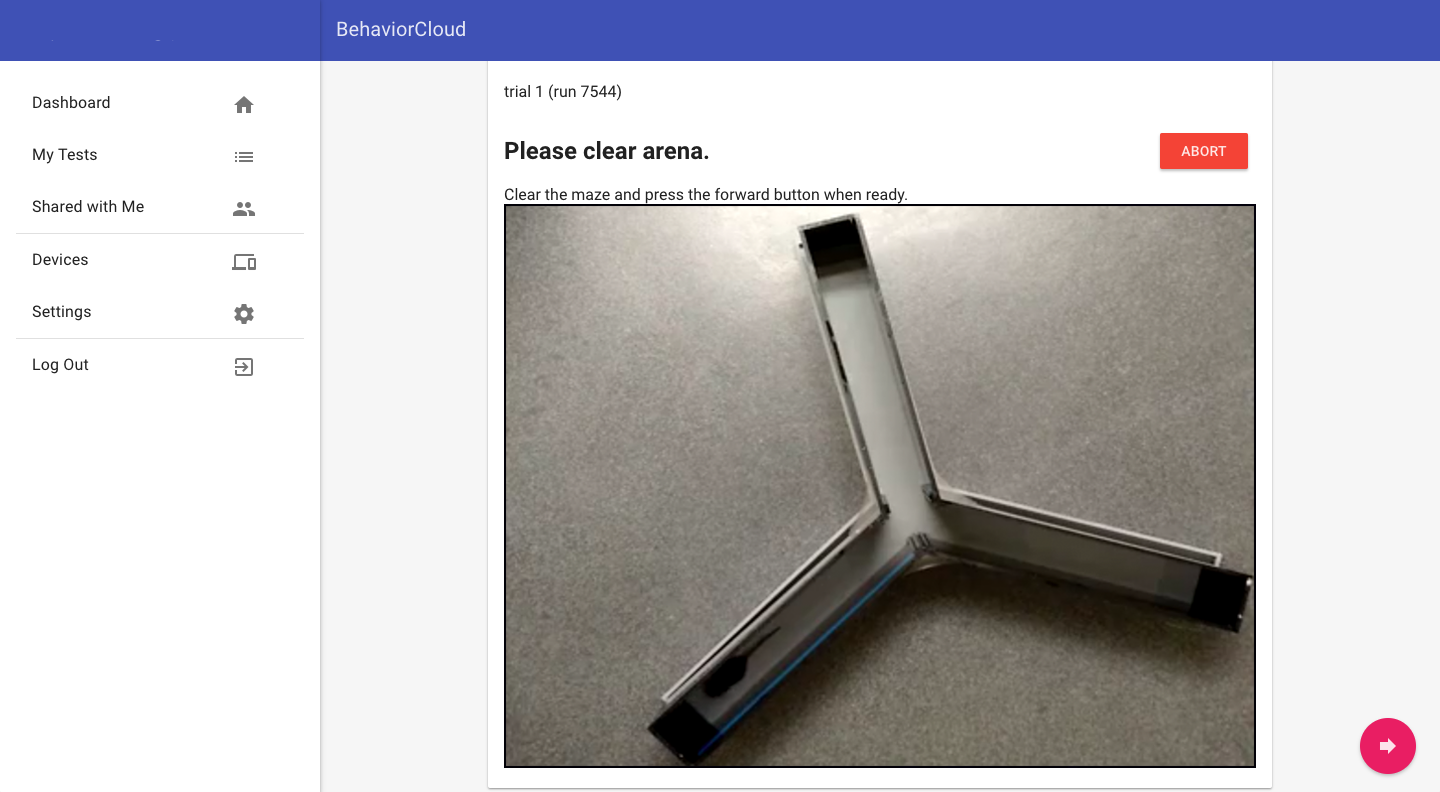 BehaviorCloud
Dashboard
My Tests
Shared with Me
Devices
Settings
Log Out
trial 1 (run 7544)
Please clear arena.
ABORT
Clear the maze and press the forward button when ready.